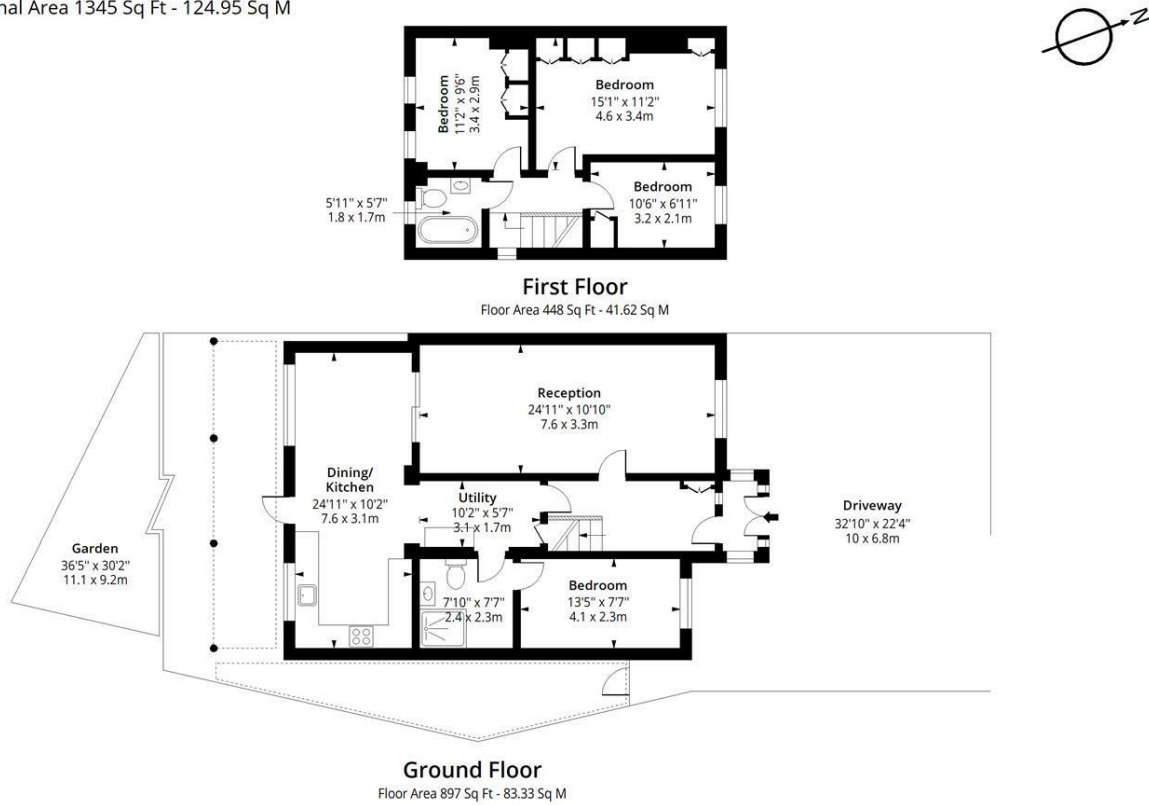 Area 1345 Sq Ft - 124.95 Sq M
N
Bedroom
11'2" x 9'6"
3.4 x 2.9m
Bedroom
15'1" x 11'2"
4.6 x 3.4m
Bedroom
10'6" x 6'11"
3.2 x 2.1m
5'11" x 5'7"
1.8 x 1.7m
First Floor
Floor Area 448 Sq Ft - 41.62 Sq M
Reception
24'11" x 10'10"
7.6 x 3.3m
Dining/
Kitchen
24'11" x 10'2"
7.6 x 3.1m
Utility
10'2" x 5'7"
3.1 x 1.7m
Driveway
32'10" x 22'4"
10 x 6.8m
Garden
36'5" x 30'2"
11.1 x 9.2m
7'10" x 7'7"
2.4 x 2.3m
Bedroom
13'5" x 7'7"
4.1 x 2.3m
Ground Floor
Floor Area 897 Sq Ft - 83.33 Sq M